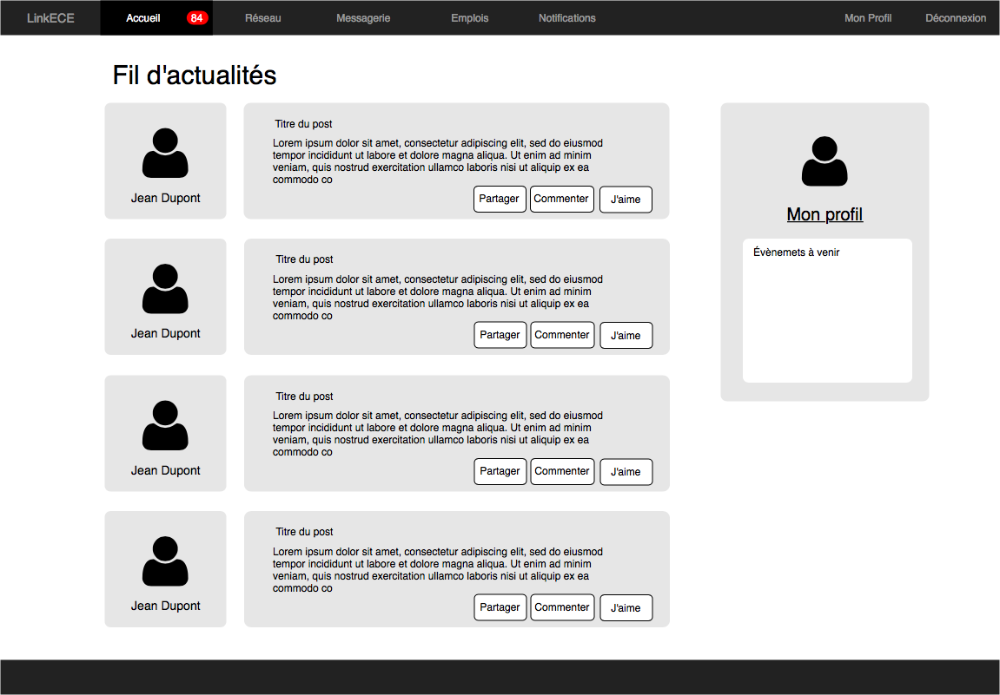 LinkECE Accueil 84 Réseau Messagerie Emplois Notifications Mon Profil Déconnexion
Fil d'actualités
Jean Dupont
Titre du post
Lorem ipsum dolor sit amet, consectetur adipiscing elit, sed do eiusmod
tempor incididunt ut labore et dolore magna aliqua. Ut enim ad minim
veniam, quis nostrud exercitation ullamco laboris nisi ut aliquip ex ea
commodo co
Partager Commenter J'aime
Jean Dupont
Titre du post
Lorem ipsum dolor sit amet, consectetur adipiscing elit, sed do eiusmod
tempor incididunt ut labore et dolore magna aliqua. Ut enim ad minim
veniam, quis nostrud exercitation ullamco laboris nisi ut aliquip ex ea
commodo co
Partager Commenter J'aime
Jean Dupont
Titre du post
Lorem ipsum dolor sit amet, consectetur adipiscing elit, sed do eiusmod
tempor incididunt ut labore et dolore magna aliqua. Ut enim ad minim
veniam, quis nostrud exercitation ullamco laboris nisi ut aliquip ex ea
commodo co
Partager Commenter J'aime
Jean Dupont
Titre du post
Lorem ipsum dolor sit amet, consectetur adipiscing elit, sed do eiusmod
tempor incididunt ut labore et dolore magna aliqua. Ut enim ad minim
veniam, quis nostrud exercitation ullamco laboris nisi ut aliquip ex ea
commodo co
Partager Commenter J'aime
Mon profil
Évènemets à venir